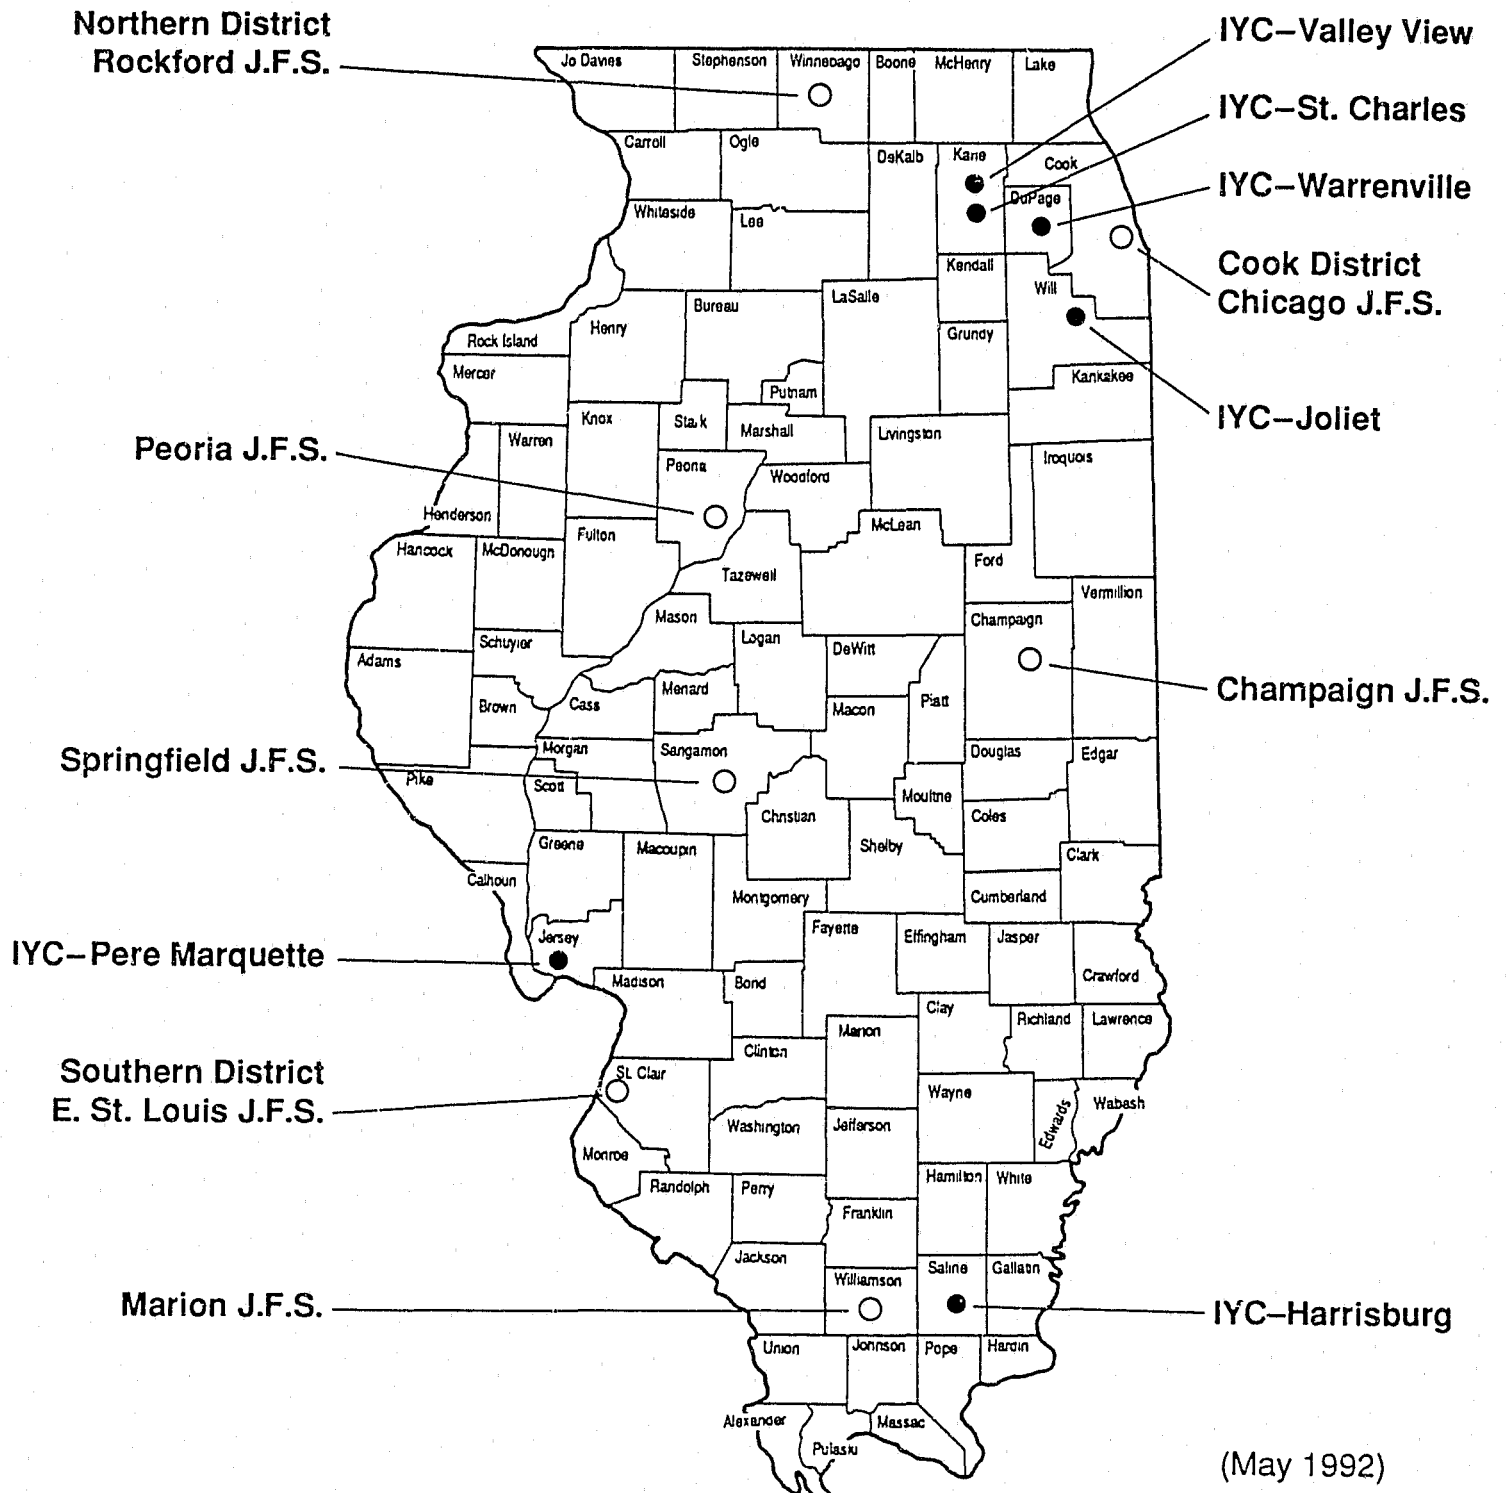 Northern District
Rockford J.F.S.
IYC–Valley View
IYC–St. Charles
IYC–Warrenville
Cook District
Chicago J.F.S.
IYC–Joliet
Peoria J.F.S.
Champaign J.F.S.
Springfield J.F.S.
IYC–Pere Marquette
Southern District
E. St. Louis J.F.S.
Marion J.F.S.
IYC–Harrisburg
(May 1992)
Jo Davies
Stephenson
Winnebago
Boone
McHenry
Lake
Carroll
Ogle
DeKalb
Kane
Cook
DuPage
Whiteside
Lee
Kendall
Will
LaSalle
Bureau
Henry
Rock Island
Mercer
Grundy
Kankakee
Putnam
Knox
Stark
Marshall
Livingston
Warren
Peoria
Woodford
Iroquois
Henderson
McLean
Fulton
Hancock
McDonough
Ford
Tazewell
Vermillion
Mason
Champaign
Logan
Schuyler
DeWitt
Adams
Menard
Brown
Cass
Piatt
Macon
Morgan
Sangamon
Douglas
Edgar
Pike
Scott
Moultrie
Christian
Coles
Greene
Macoupin
Shelby
Clark
Calhoun
Montgomery
Cumberland
Fayette
Effingham
Jasper
Jersey
Crawford
Madison
Bond
Clay
Richland
Lawrence
Marion
Clinton
St. Clair
Wayne
Edwards
Wabash
Washington
Jefferson
Monroe
Hamilton
White
Randolph
Perry
Franklin
Jackson
Saline
Gallatin
Williamson
Union
Johnson
Pope
Hardin
Alexander
Massac
Pulaski